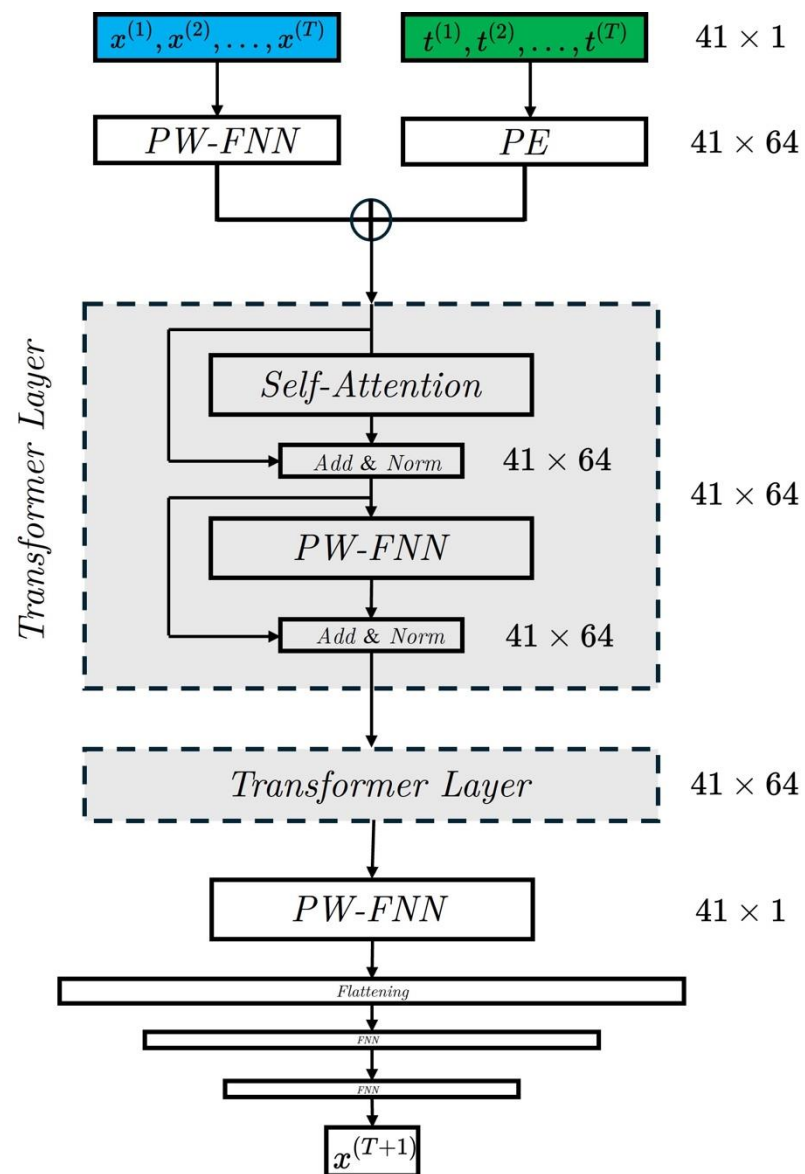 x^{(1)}, x^{(2)}, \ldots, x^{(T)} t^{(1)}, t^{(2)}, \ldots, t^{(T)} 41 × 1
PW-FNN PE 41 × 64
Transformer Layer
Self-Attention
Add & Norm 41 × 64
41 × 64
PW-FNN
Add & Norm 41 × 64
Transformer Layer 41 × 64
PW-FNN 41 × 1
Flattening
FNN
FNN
x^{(T+1)}